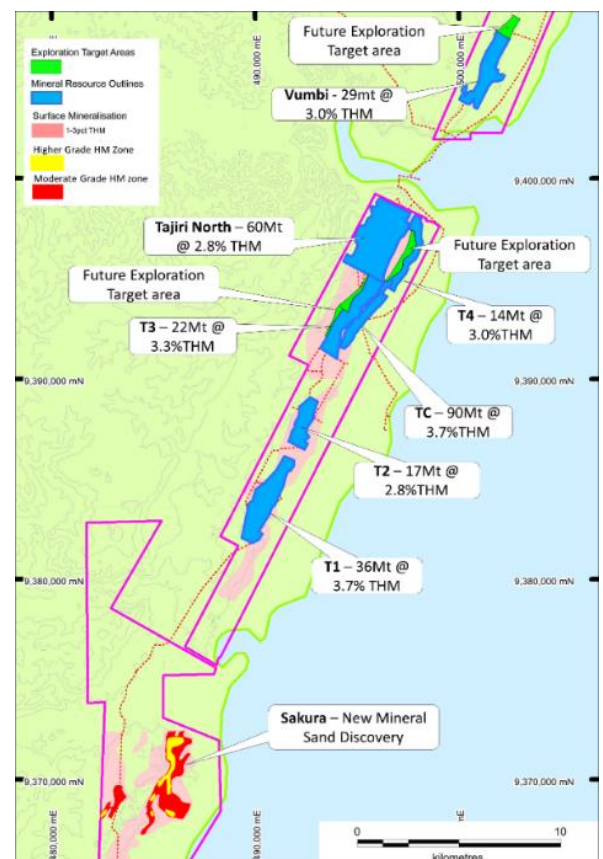 Exploration Target Areas
Mineral Resource Outlines
Surface Mineralisation
1-3pct THM
Higher Grade HM Zone
Moderate Grade HM zone
490,000 mE
500,000 mE
Future Exploration
Target area
Vumbi - 29mt @
3.0% THM
9,400,000 mN
Tajiri North – 60Mt
@ 2.8% THM
Future Exploration
Target area
Future Exploration
Target area
T3 – 22Mt @
3.3%THM
T4 – 14Mt @
3.0%THM
9,390,000 mN
9,390,000 mN
TC – 90Mt @
3.7%THM
T2 – 17Mt @
2.8%THM
T1 – 36Mt @
3.7% THM
9,380,000 mN
9,380,000 mN
Sakura – New Mineral
Sand Discovery
9,370,000 mN
9,370,000 mN
480,000 mE
490,000 mE
0
10
kilometres